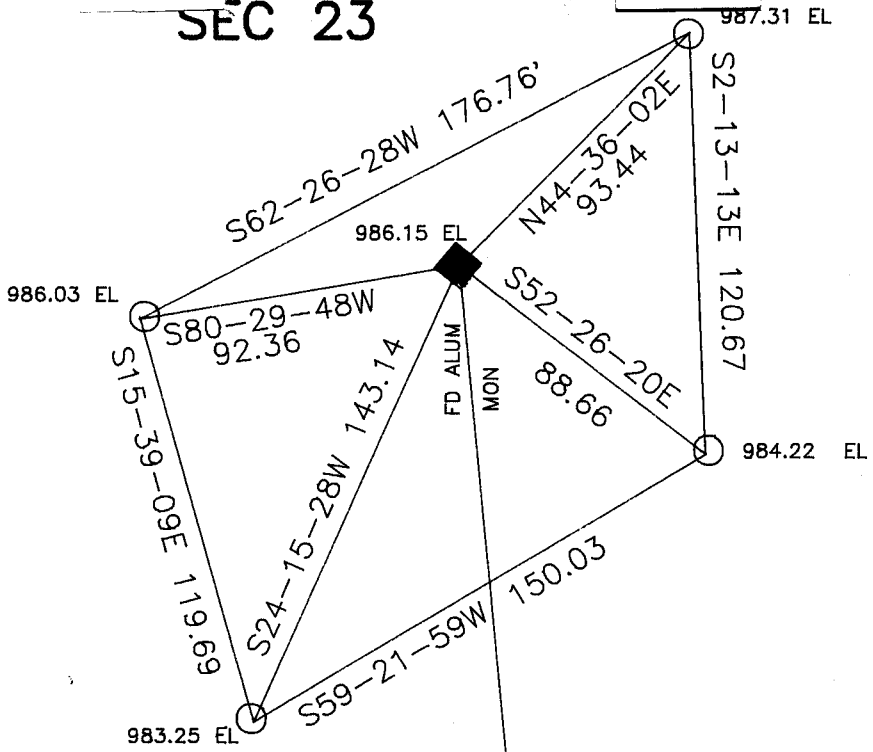 SEC 23
987.31 EL
S62-26-28W 176.76'
N44-36-02E
93.44
S2-13-13E 120.67
986.15 EL
986.03 EL
S80-29-48W
92.36
S52-26-20E
88.66
FD ALUM
MON
S15-39-09E 119.69
S24-15-28W 143.14
984.22 EL
S59-21-59W 150.03
983.25 EL